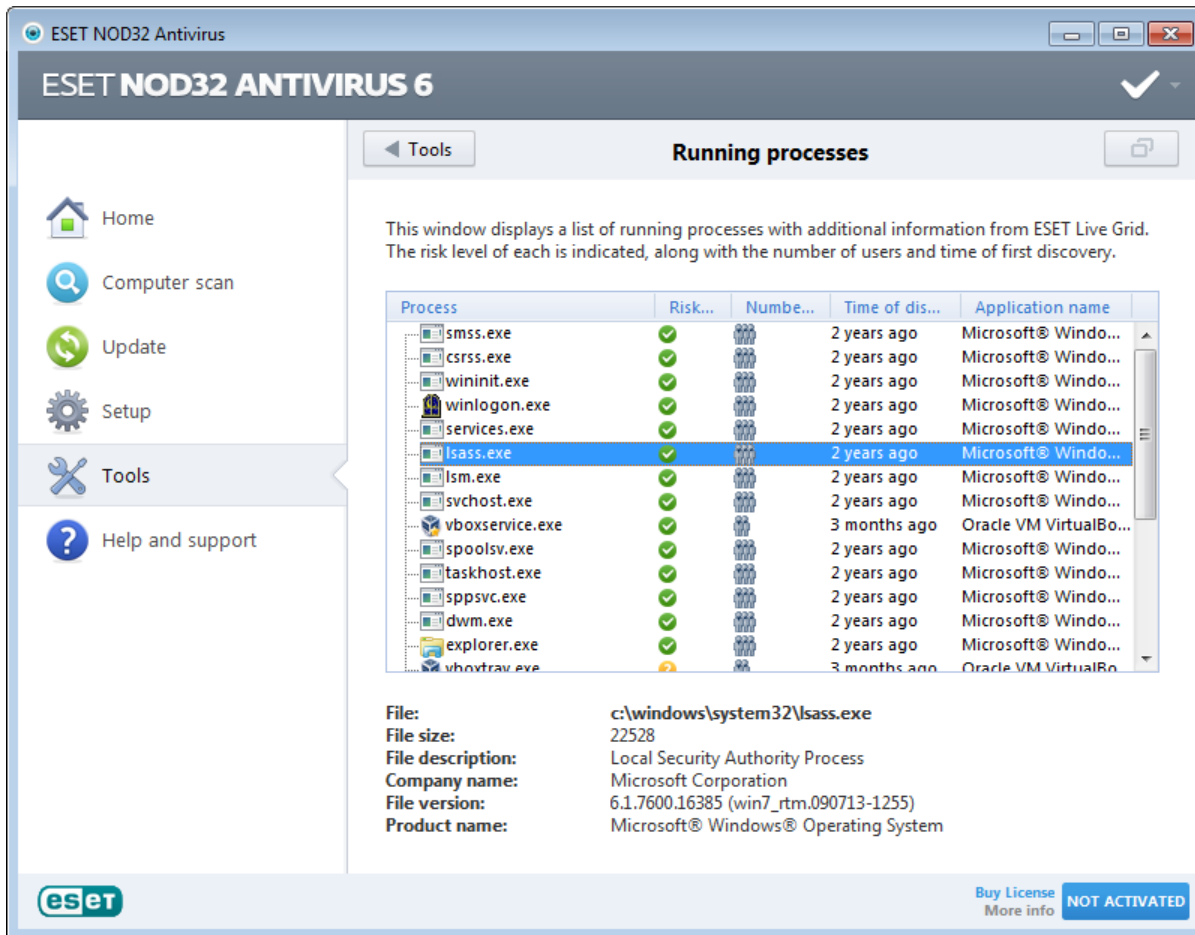 ESET NOD32 Antivirus
ESET NOD32 ANTIVIRUS 6
Home
Computer scan
Update
Setup
Tools
Help and support
Tools
Running processes
This window displays a list of running processes with additional information from ESET Live Grid.
The risk level of each is indicated, along with the number of users and time of first discovery.
Process Risk... Numbe... Time of dis... Application name
smss.exe 2 years ago Microsoft® Windo...
csrss.exe 2 years ago Microsoft® Windo...
wininit.exe 2 years ago Microsoft® Windo...
winlogon.exe 2 years ago Microsoft® Windo...
services.exe 2 years ago Microsoft® Windo...
lsass.exe 2 years ago Microsoft® Windo...
lsm.exe 2 years ago Microsoft® Windo...
svchost.exe 2 years ago Microsoft® Windo...
vboxservice.exe 3 months ago Oracle VM VirtualBo...
spoolsv.exe 2 years ago Microsoft® Windo...
taskhost.exe 2 years ago Microsoft® Windo...
sppsvc.exe 2 years ago Microsoft® Windo...
dwm.exe 2 years ago Microsoft® Windo...
explorer.exe 2 years ago Microsoft® Windo...
vboxtray.exe 3 months ago Oracle VM VirtualBo...
File: c:\windows\system32\lsass.exe
File size: 22528
File description: Local Security Authority Process
Company name: Microsoft Corporation
File version: 6.1.7600.16385 (win7_rtm.090713-1255)
Product name: Microsoft® Windows® Operating System
eseT
Buy License
More info
NOT ACTIVATED